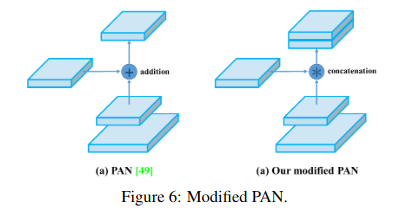 addition
concatenation
(a) PAN [49]
(a) Our modified PAN
Figure 6: Modified PAN.